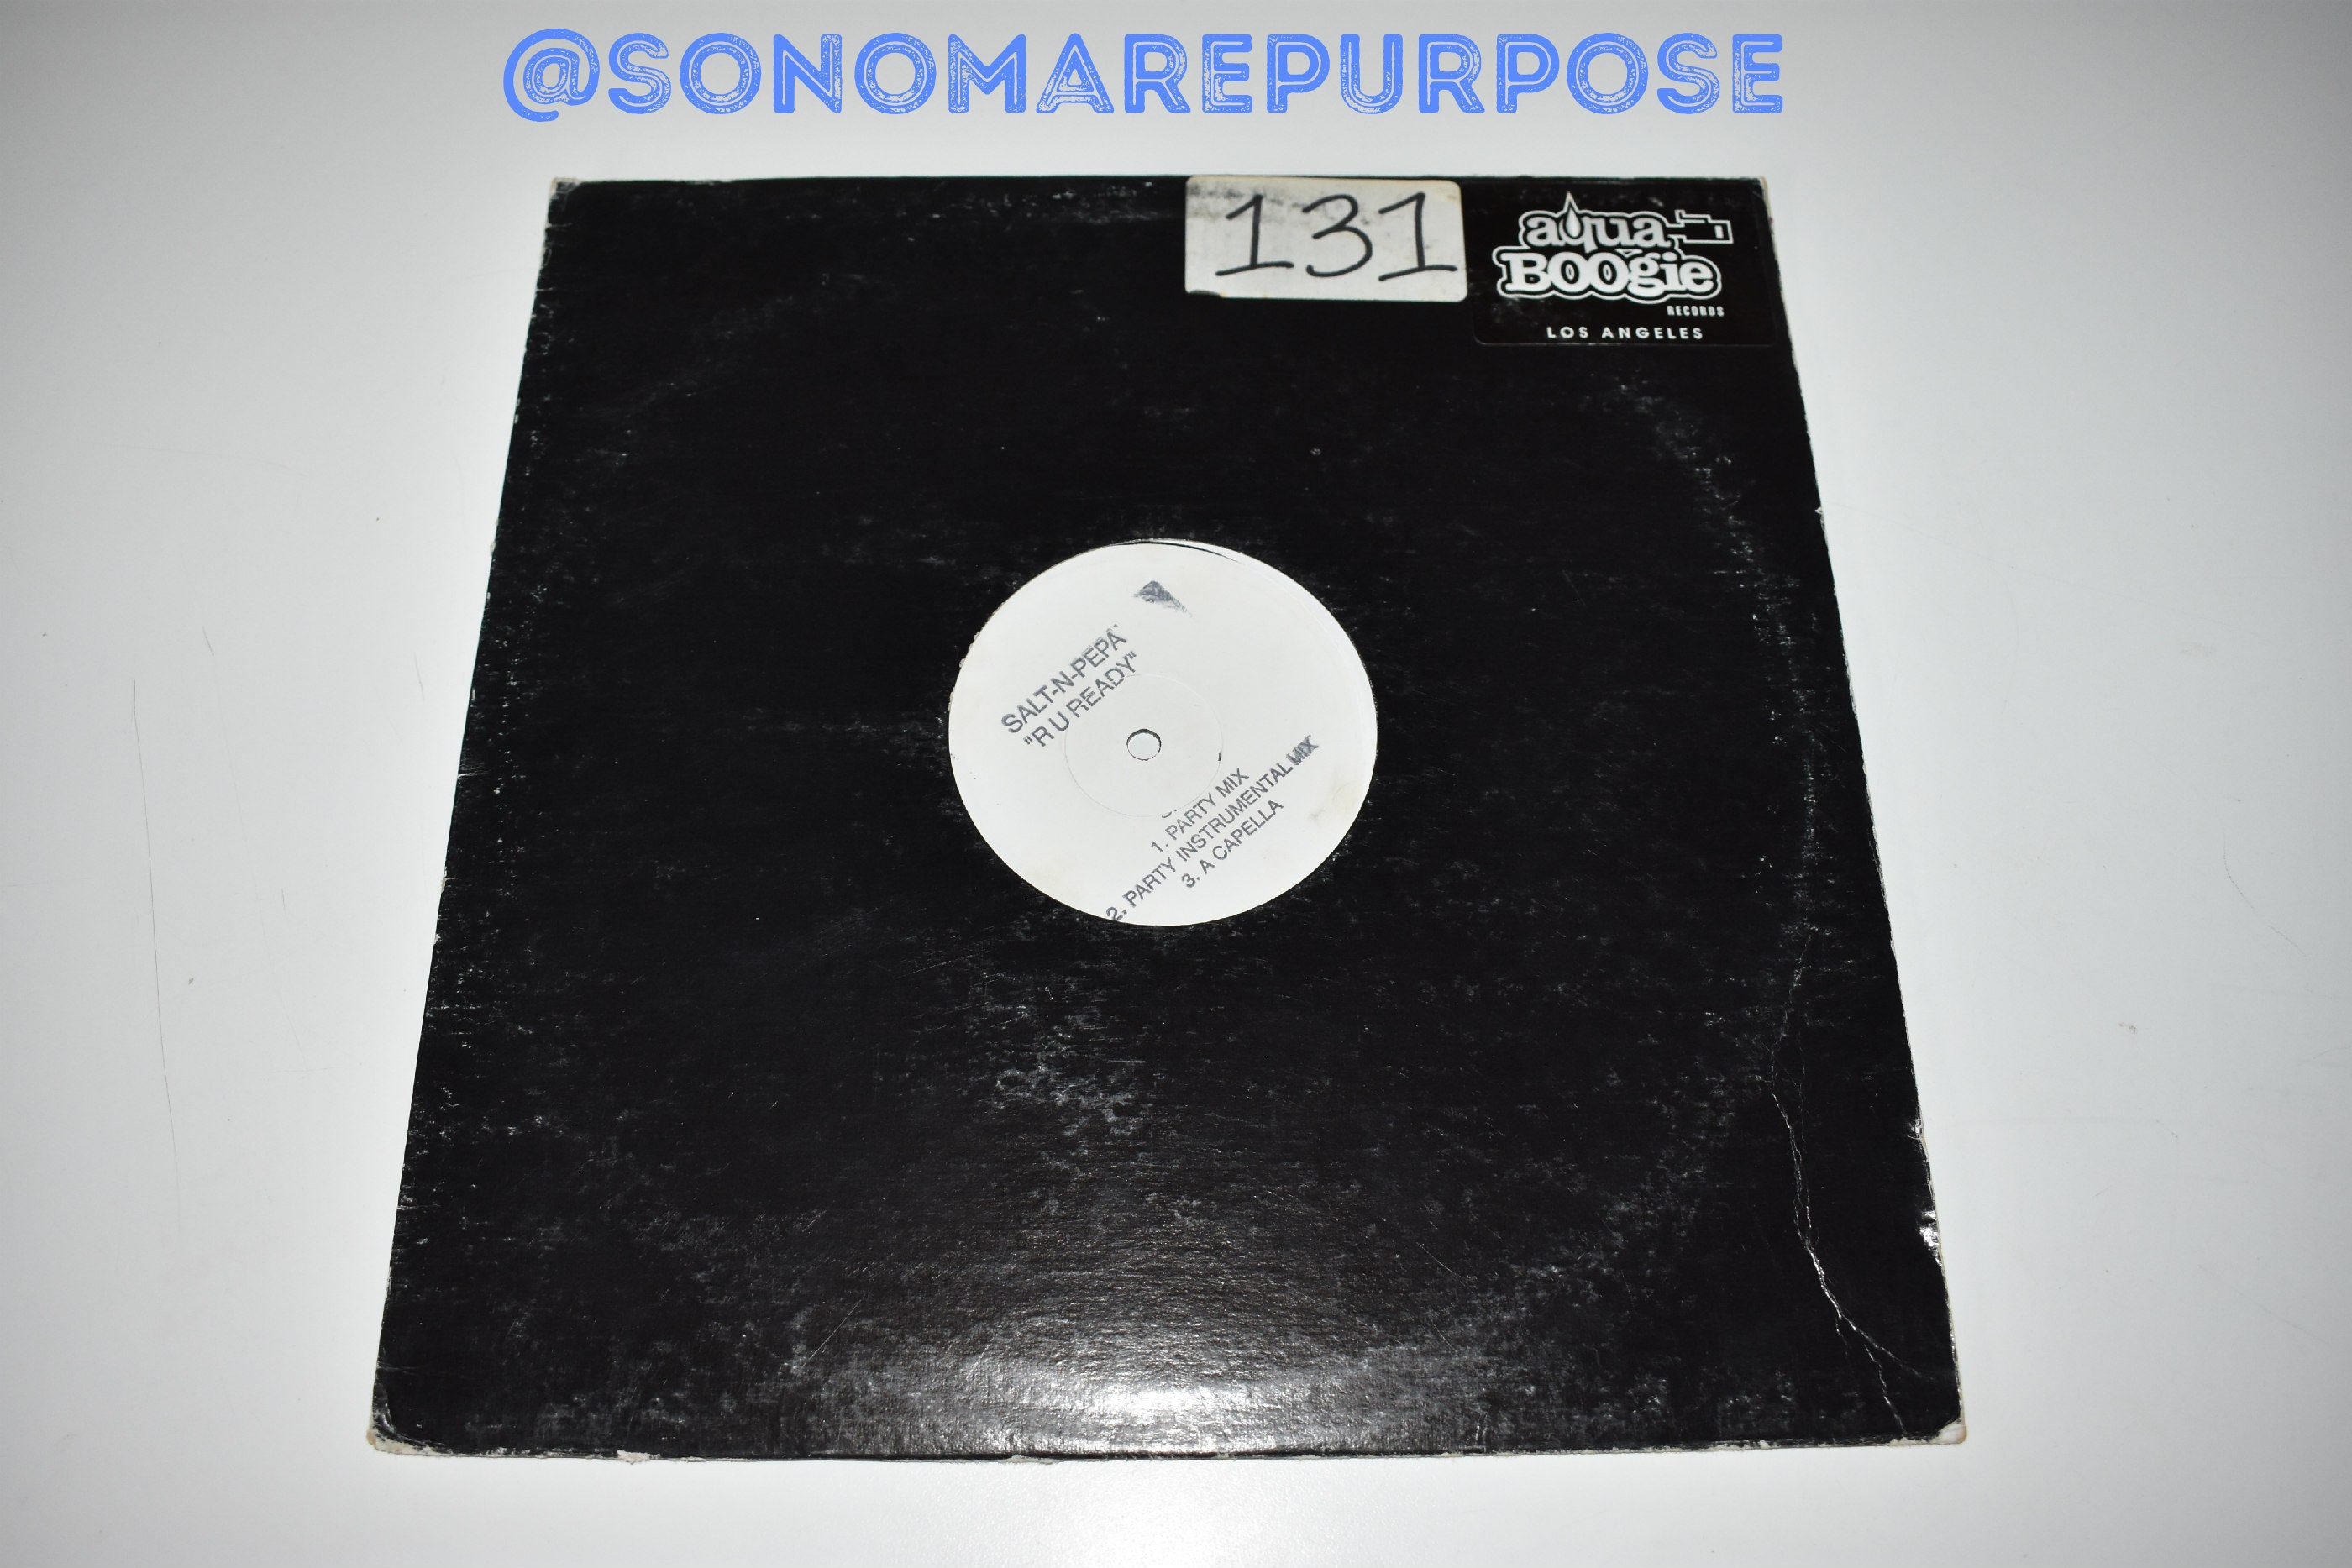 @SONOMAREPURPOSE
131
aqua
BOOgie
RECORDS
LOS ANGELES
SALT-N-PEPA
"R U READY"
1. PARTY MIX
2. PARTY INSTRUMENTAL MIX
3. A CAPELLA